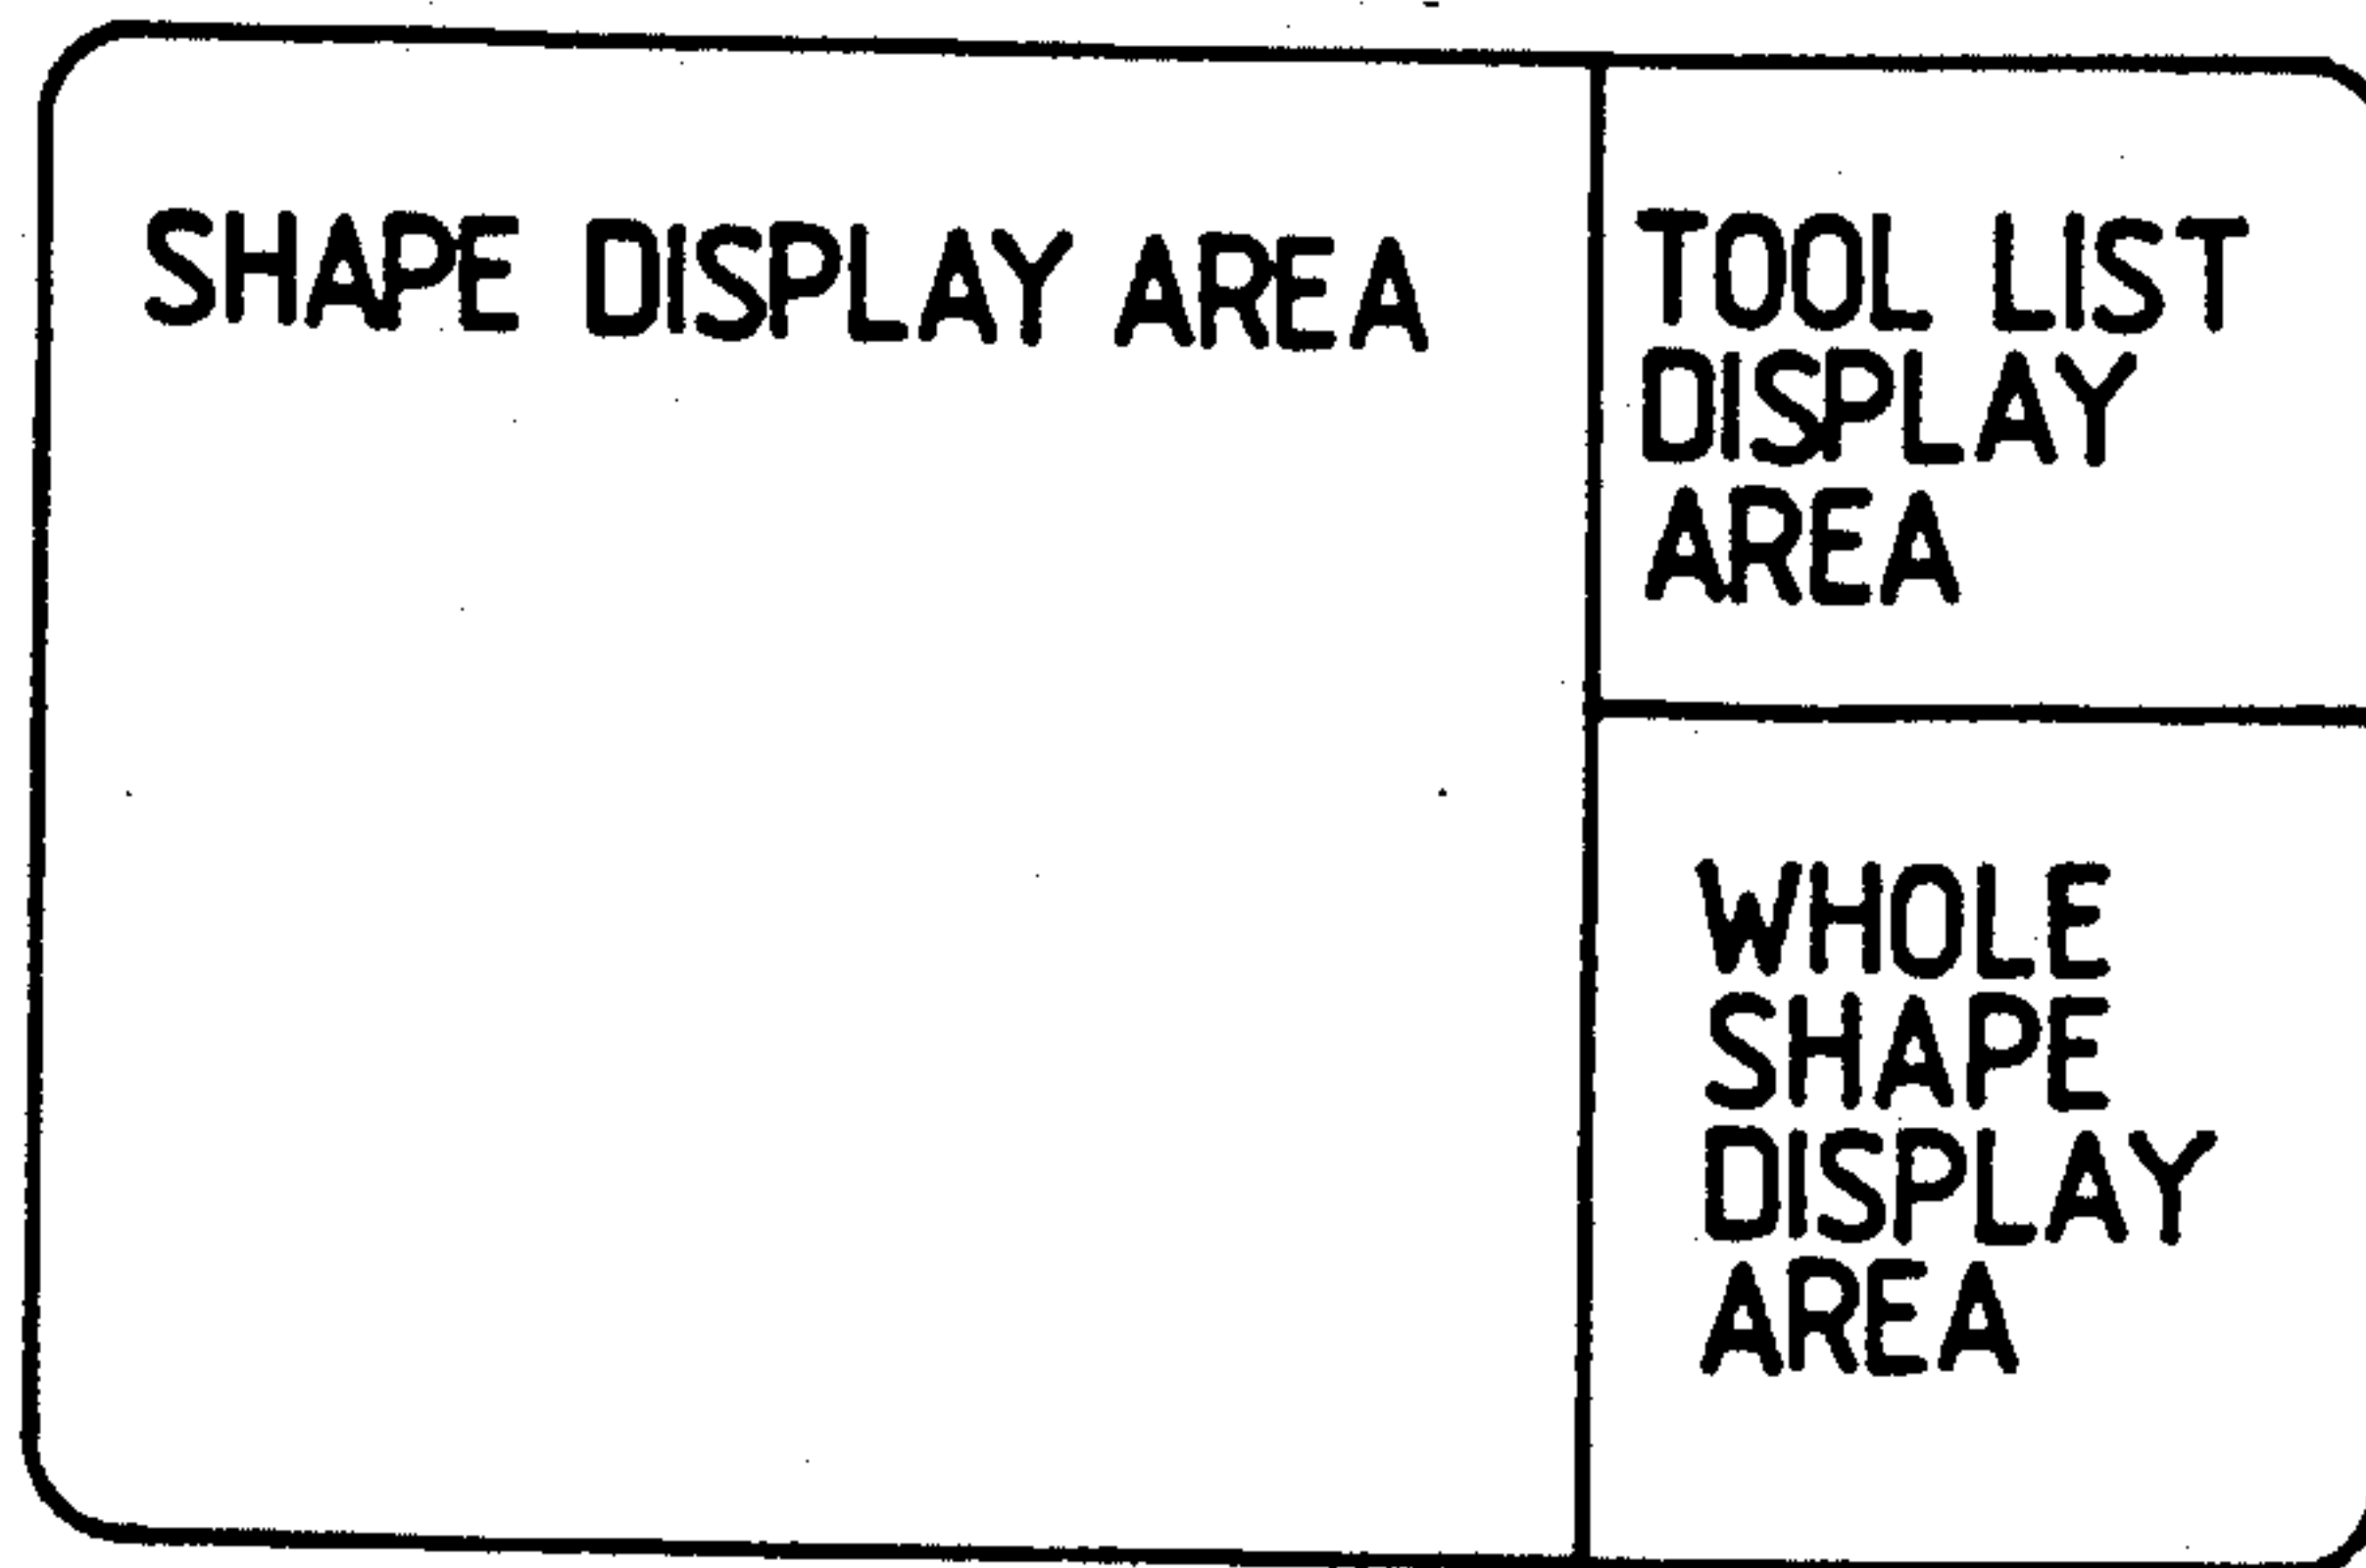 SHAPE DISPLAY AREA
TOOL LIST
DISPLAY
AREA
WHOLE
SHAPE
DISPLAY
AREA